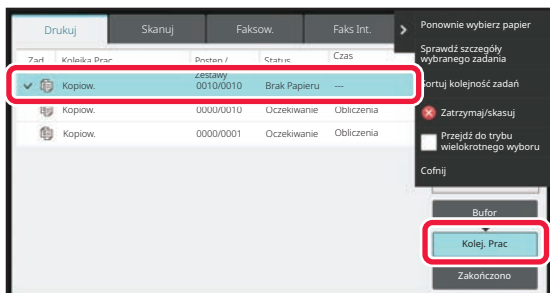 Drukuj Skanuj Faksow. Faks Int.
Zad. Kolejka Prac Postęp / Zestawy Status Czas
Kopiow. 0010/0010 Brak Papieru ---
Kopiow. 0000/0010 Oczekiwanie Obliczenia
Kopiow. 0000/0001 Oczekiwanie Obliczenia
Ponownie wybierz papier
Sprawdź szczegóły
wybranego zadania
Sortuj kolejność zadań
Zatrzymaj/skasuj
Przejdź do trybu
wielokrotnego wyboru
Cofnij
Bufor
Kolej. Prac
Zakończono